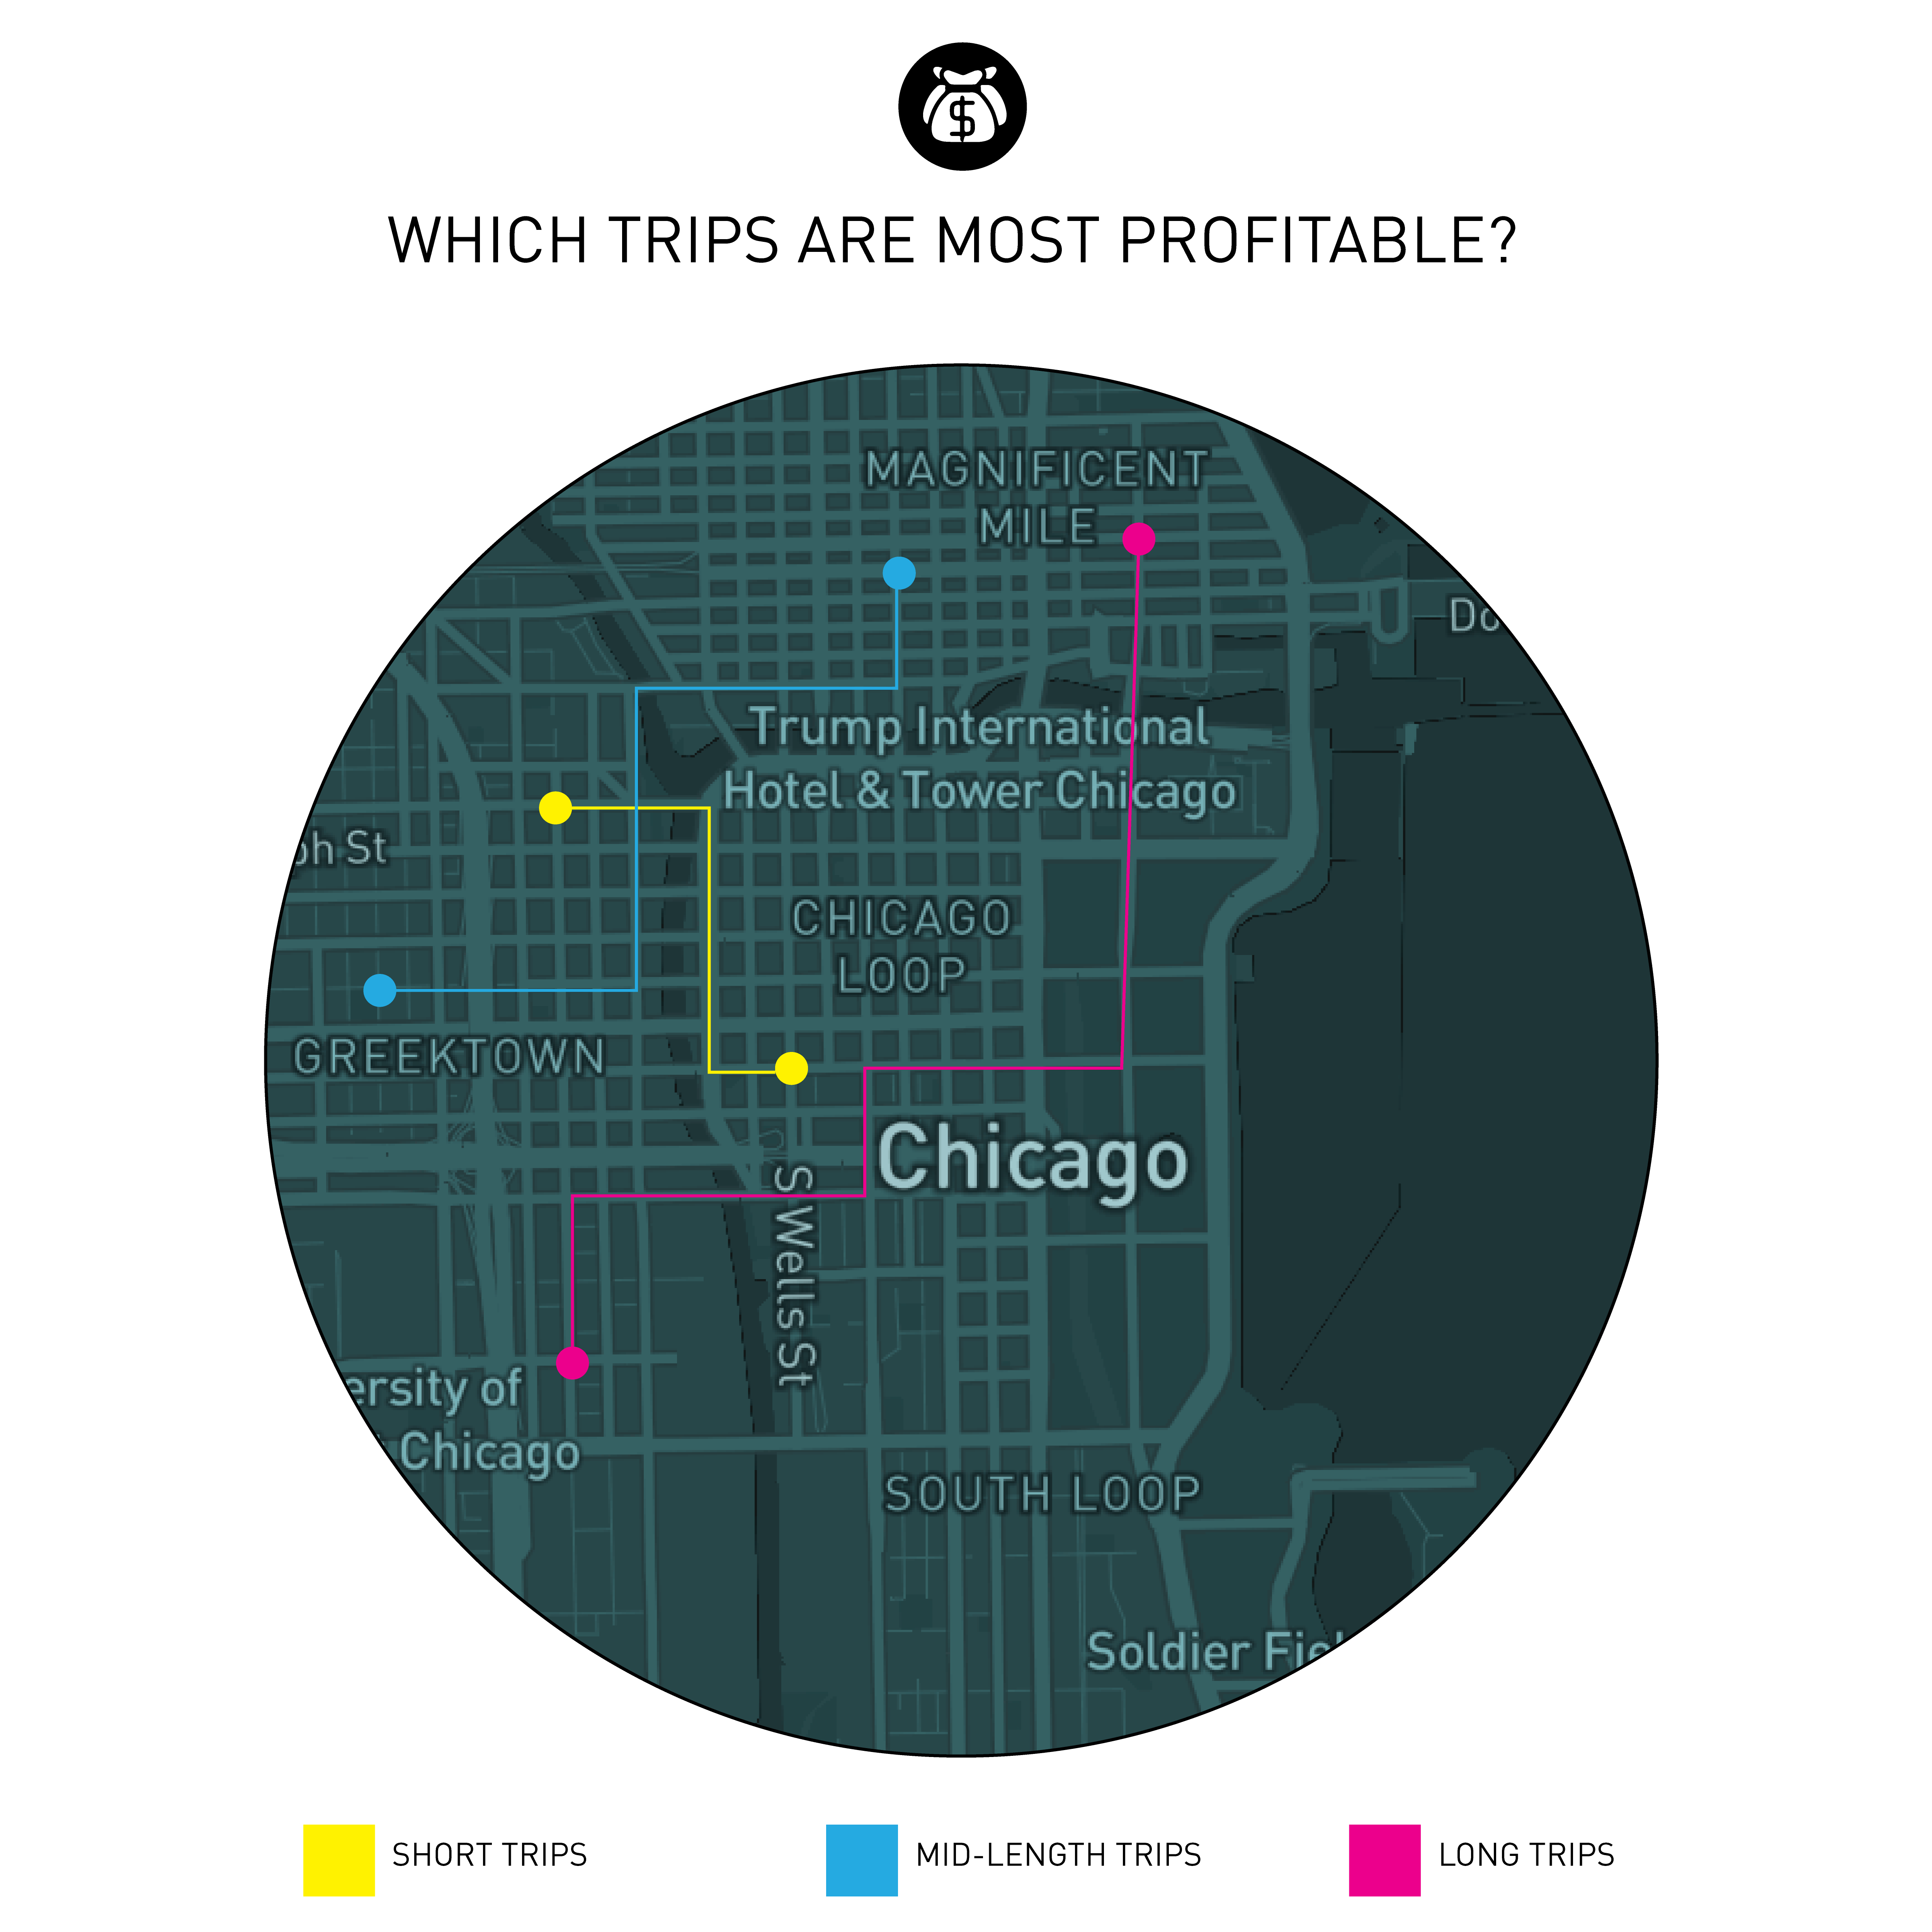 $
WHICH TRIPS ARE MOST PROFITABLE?
MAGNIFICENT
MILE
Do
Trump International
Hotel & Tower Chicago
ph St
CHICAGO
LOOP
GREEKTOWN
Chicago
S Wells St
ersity of
Chicago
SOUTH LOOP
Soldier Fiel
SHORT TRIPS
MID-LENGTH TRIPS
LONG TRIPS